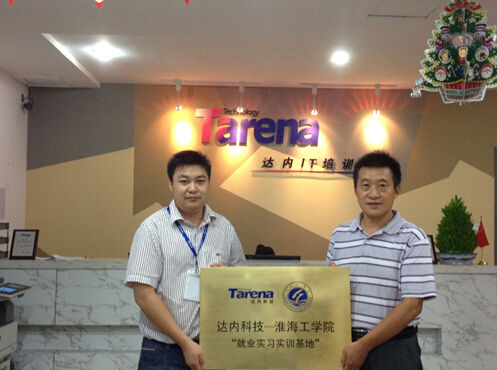 Technology
Tarena
达内IT培训
Tarena
达内科技
达内科技—淮海工学院
“就业实习实训基地”